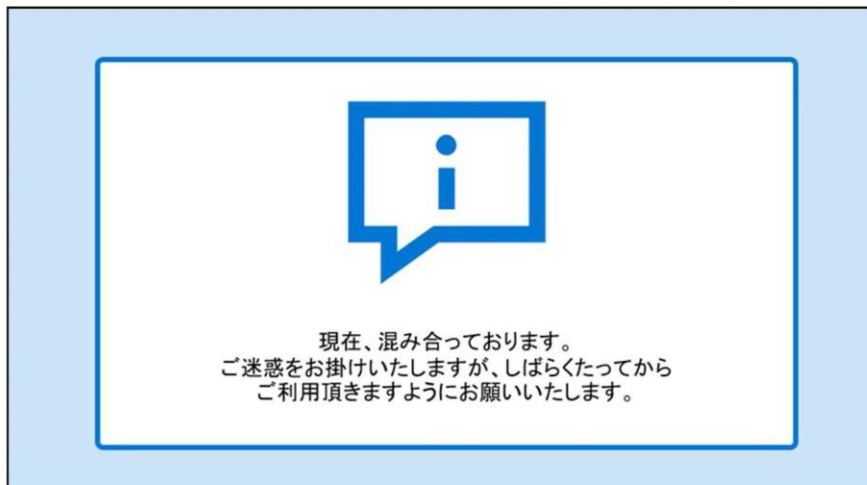 現在、混み合っております。
ご迷惑をお掛けいたしますが、しばらくたってから
ご利用頂きますようにお願いいたします。